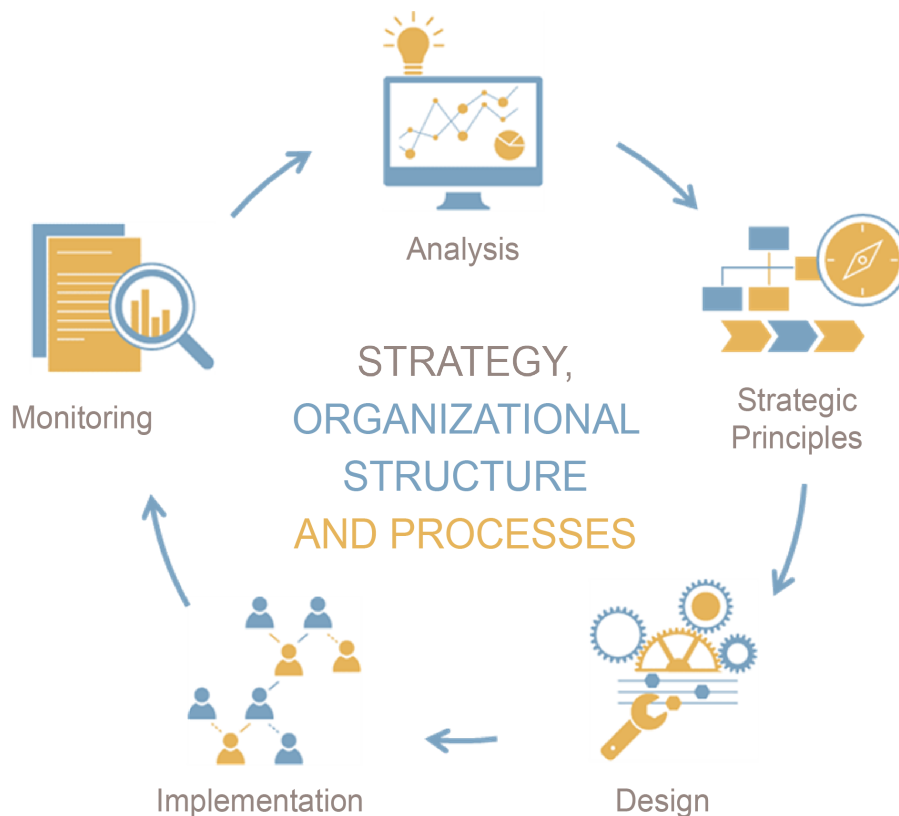 Analysis
Strategic
Principles
Design
Implementation
Monitoring
STRATEGY,
ORGANIZATIONAL
STRUCTURE
AND PROCESSES